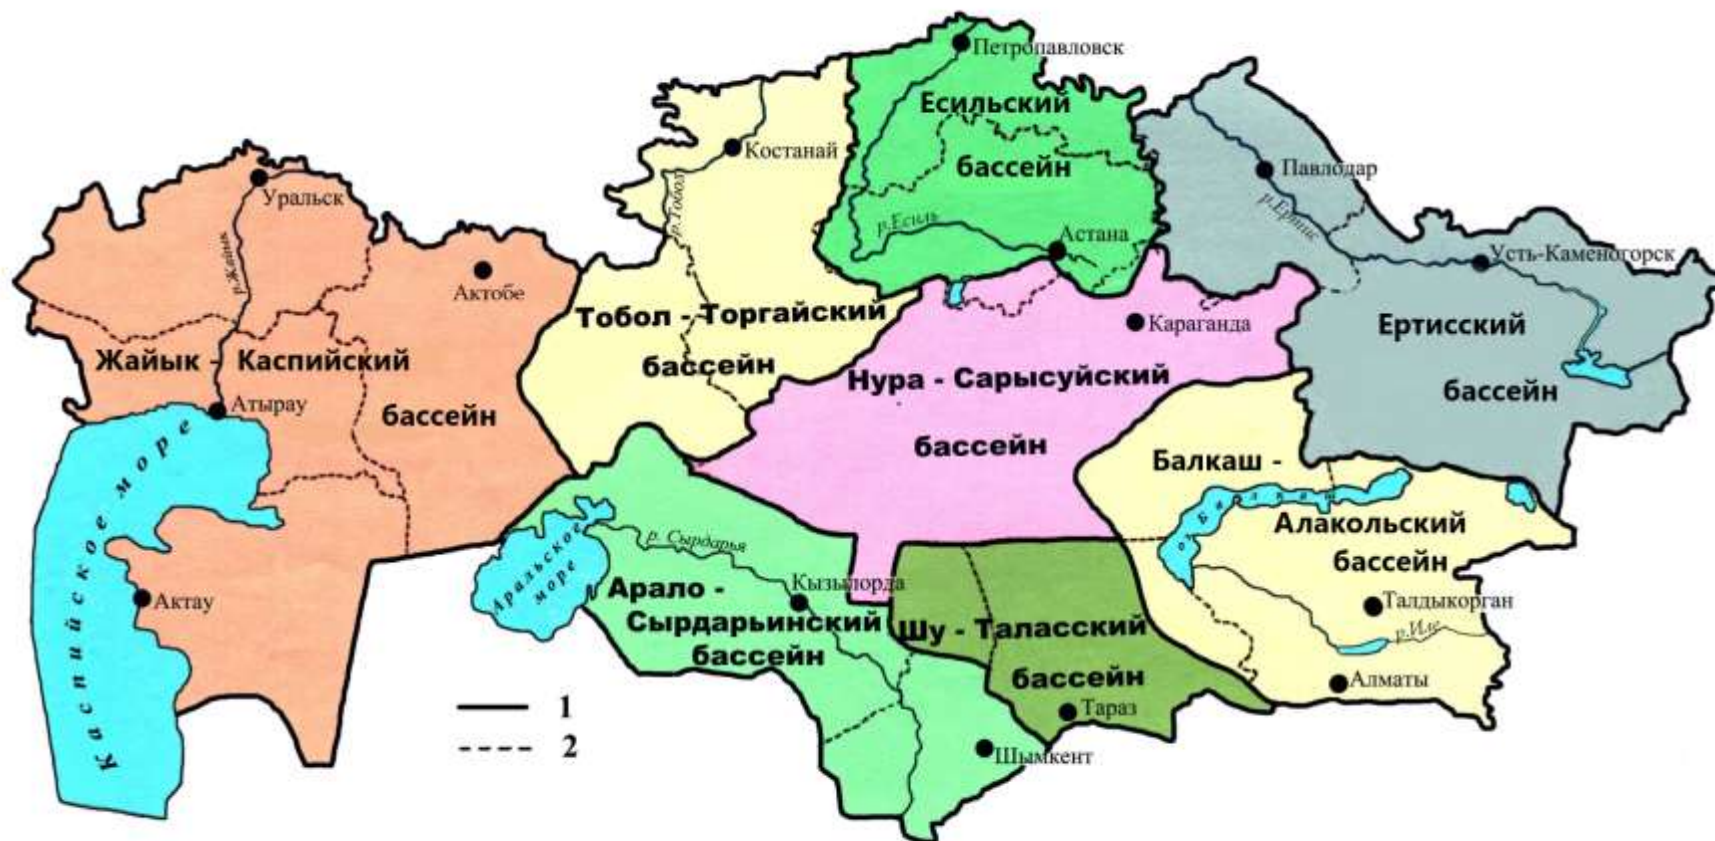 Петропавловск
Есильский
бассейн
Костанай
р.Тобол
Павлодар
р.Ертис
Уральск
р.Жайык
р.Есиль
Астана
Усть-Каменогорск
Актобе
Тобол - Торгайский
бассейн
Караганда
Ертисский
бассейн
Жайык - Каспийский
бассейн
Атырау
Нура - Сарысуйский
бассейн
Каспийское море
Балкаш -
Алакольский
бассейн
оз Балкаш
р. Сырдарья
Аральское
море
Кызылорда
Арало -
Сырдарьинский
бассейн
Шу - Таласский
бассейн
Актау
Талдыкорган
р.Иле
Алматы
Тараз
Шымкент
1
2